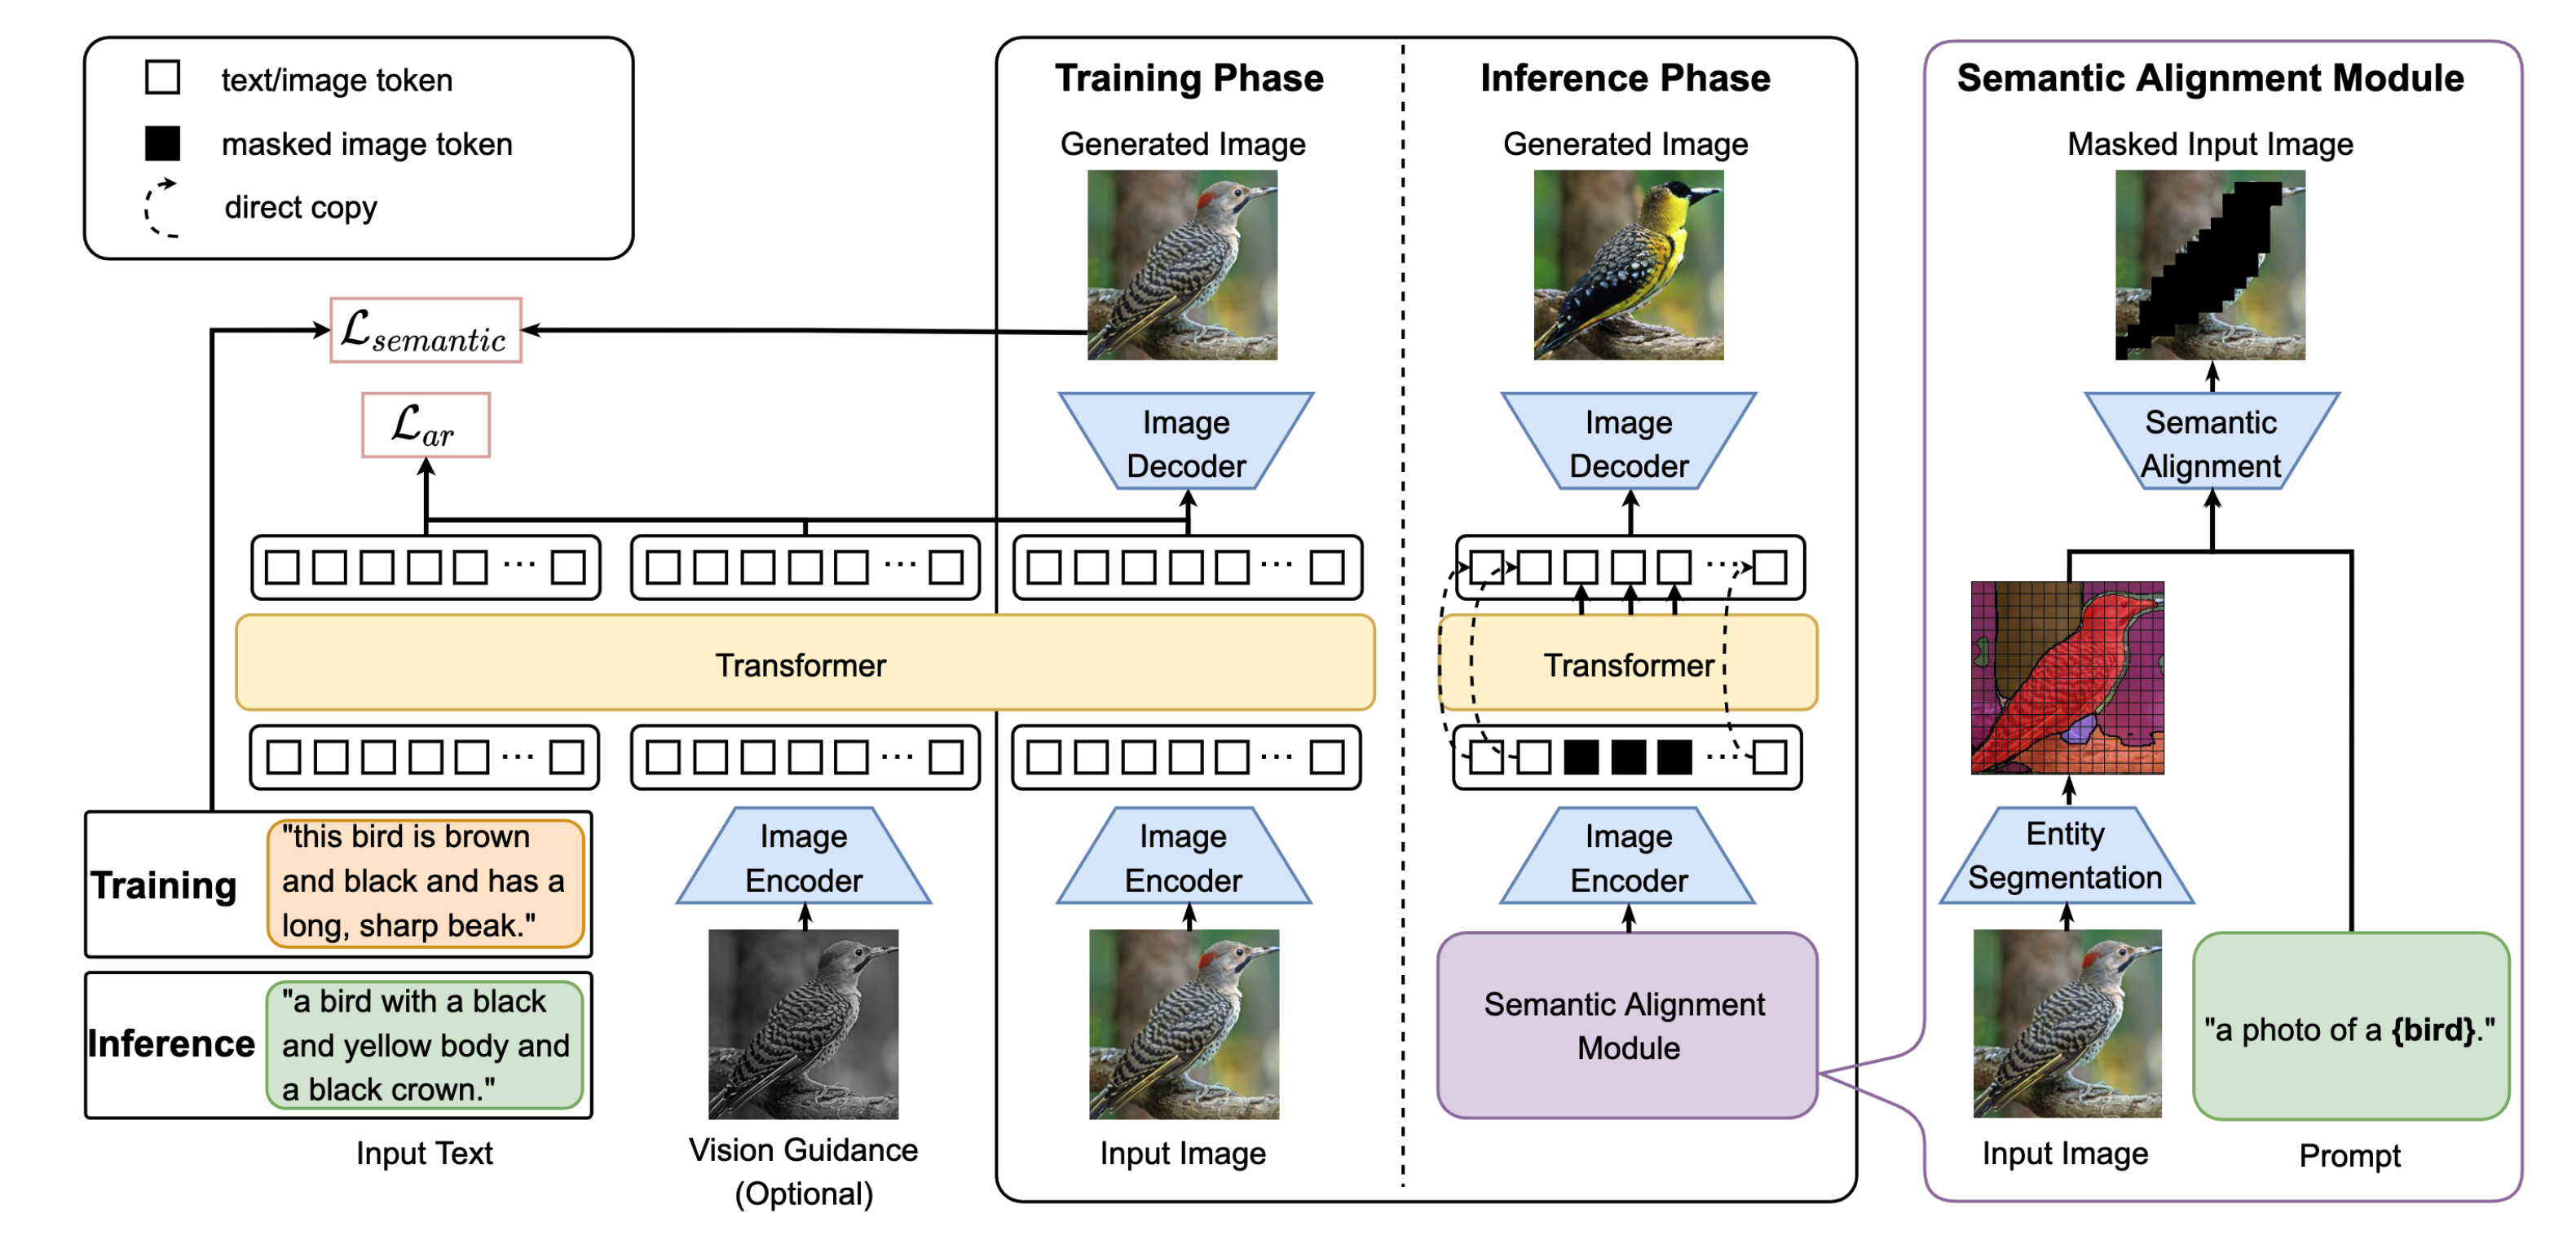 text/image token
masked image token
direct copy
Training Phase
Inference Phase
Semantic Alignment Module
Generated Image
Generated Image
Masked Input Image
ℒsemantic
ℒar
Image
Decoder
Image
Decoder
Semantic
Alignment
...
...
...
...
Transformer
Transformer
...
...
...
...
Training
"this bird is brown
and black and has a
long, sharp beak."
Inference
"a bird with a black
and yellow body and
a black crown."
Input Text
Image
Encoder
Vision Guidance
(Optional)
Image
Encoder
Input Image
Image
Encoder
Semantic Alignment
Module
Entity
Segmentation
Input Image
"a photo of a {bird}."
Prompt